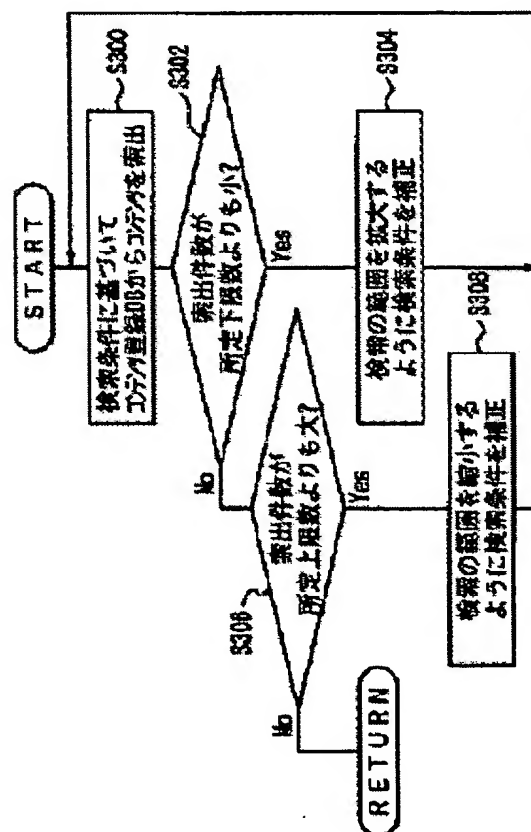 START
S300
検索条件に基づいて
コンテンツ登録DBからコンテンツを索出
S302
索出件数が
所定下限数よりも小?
Yes
No
S304
検索の範囲を拡大する
ように検索条件を補正
S306
索出件数が
所定上限数よりも大?
Yes
No
S308
検索の範囲を縮小する
ように検索条件を補正
RETURN